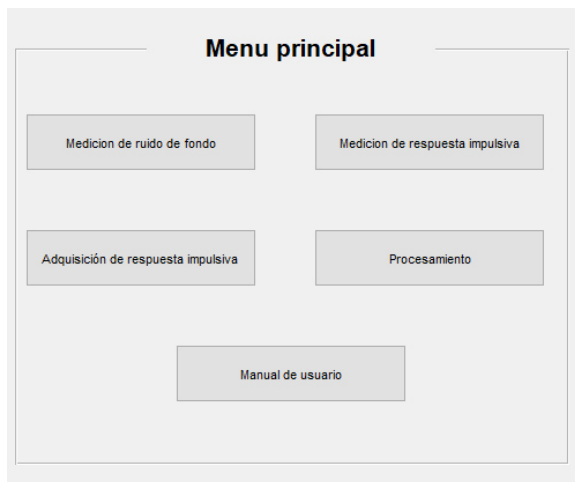 Menu principal
Medicion de ruido de fondo
Medicion de respuesta impulsiva
Adquisición de respuesta impulsiva
Procesamiento
Manual de usuario